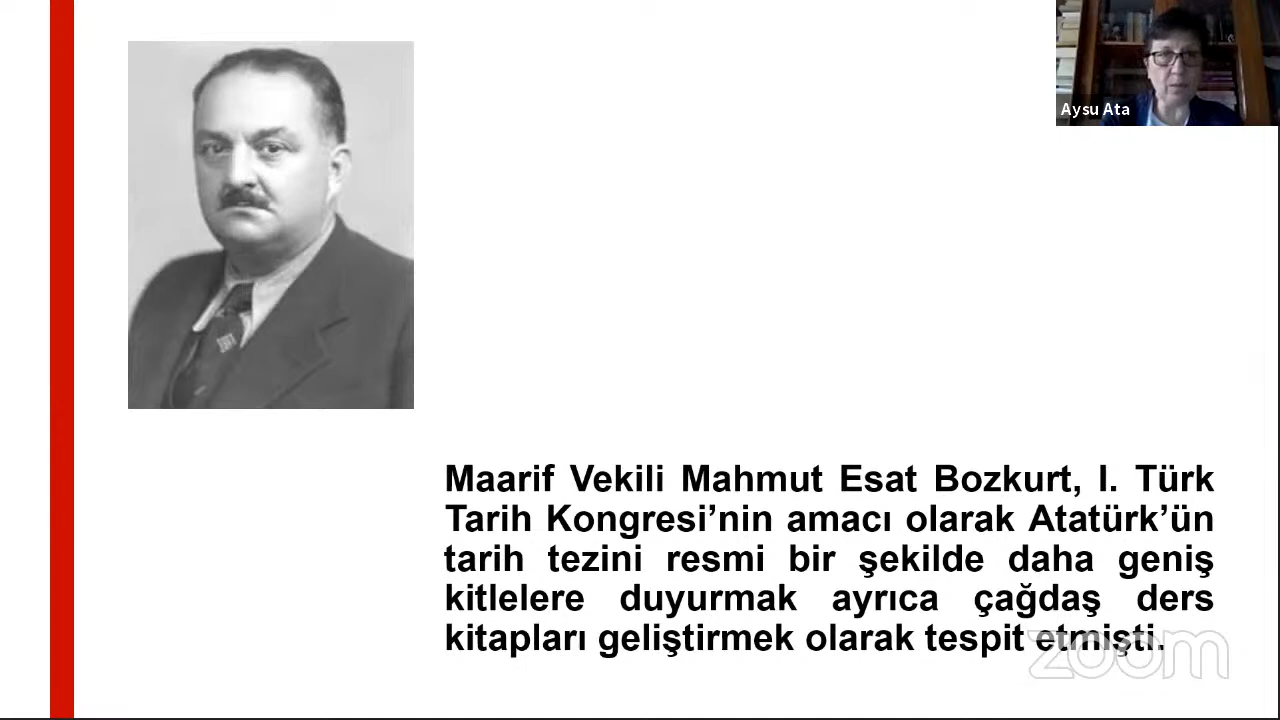 Aysu Ata
Maarif Vekili Mahmut Esat Bozkurt, I. Türk
Tarih Kongresi’nin amacı olarak Atatürk’ün
tarih tezini resmi bir şekilde daha geniş
kitlelere duyurmak ayrıca çağdaş ders
kitapları geliştirmek olarak tespit etmişti.
zoom